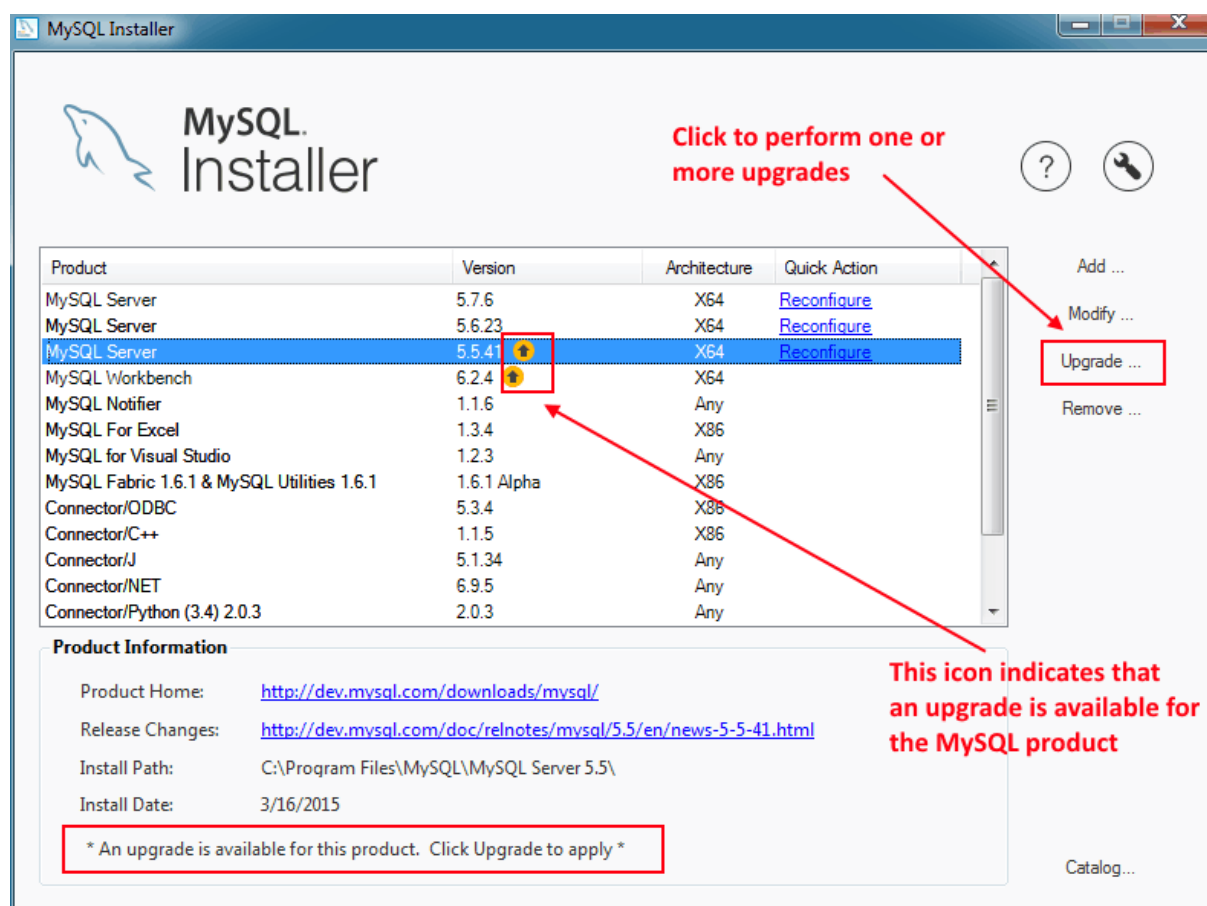 MySQL Installer
MySQL.
Installer
Click to perform one or
more upgrades
?
Product Version Architecture Quick Action
MySQL Server 5.7.6 X64 Reconfigure
MySQL Server 5.6.23 X64 Reconfigure
MySQL Server 5.5.41 X64 Reconfigure
MySQL Workbench 6.2.4 X64
MySQL Notifier 1.1.6 Any
MySQL For Excel 1.3.4 X86
MySQL for Visual Studio 1.2.3 Any
MySQL Fabric 1.6.1 & MySQL Utilities 1.6.1 1.6.1 Alpha X86
Connector/ODBC 5.3.4 X86
Connector/C++ 1.1.5 X86
Connector/J 5.1.34 Any
Connector/NET 6.9.5 Any
Connector/Python (3.4) 2.0.3 2.0.3 Any
Add ...
Modify ...
Upgrade ...
Remove ...
Product Information
Product Home: http://dev.mysql.com/downloads/mysql/
Release Changes: http://dev.mysql.com/doc/relnotes/mysql/5.5/en/news-5-5-41.html
Install Path: C:\Program Files\MySQL\MySQL Server 5.5\
Install Date: 3/16/2015
* An upgrade is available for this product. Click Upgrade to apply *
This icon indicates that
an upgrade is available for
the MySQL product
Catalog...